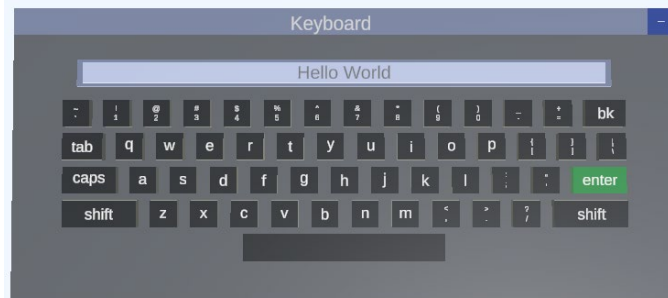 Keyboard –
Hello World
~ ` ! 1 @ 2 # 3 $ 4 % 5 ^ 6 & 7 * 8 ( 9 ) 0 _ - + = bk
tab q w e r t y u i o p { [ } ] | \
caps a s d f g h j k l : ; " ' enter
shift z x c v b n m < , > . ? / shift